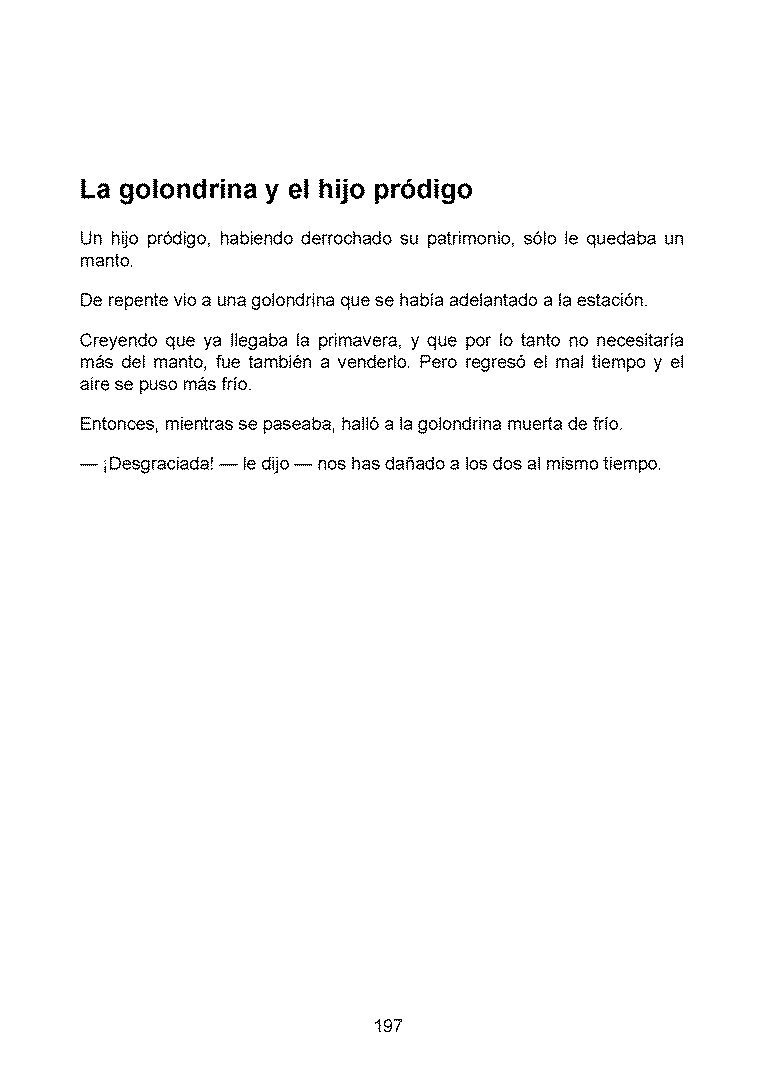 La golondrina y el hijo pródigo
Un hijo pródigo, habiendo derrochado su patrimonio, sólo le quedaba un
manto.
De repente vio a una golondrina que se había adelantado a la estación.
Creyendo que ya llegaba la primavera, y que por lo tanto no necesitaría
más del manto, fue también a venderlo. Pero regresó el mal tiempo y el
aire se puso más frío.
Entonces, mientras se paseaba, halló a la golondrina muerta de frío.
— ¡Desgraciada! — le dijo — nos has dañado a los dos al mismo tiempo.
197